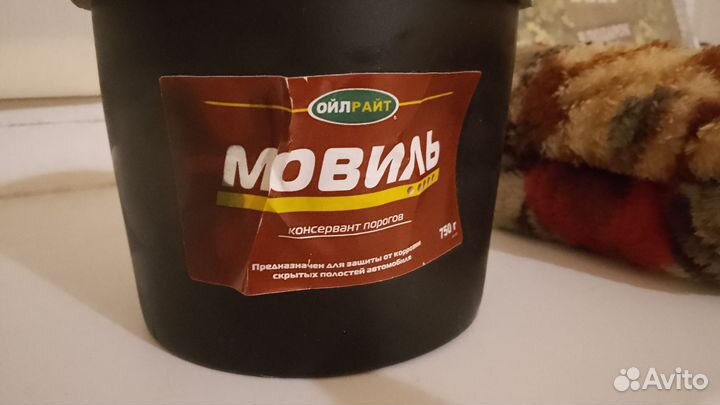 ОЙЛРАЙТ
МОВИЛЬ
консервант порогов
750 г
Предназначен для защиты от коррозии
скрытых полостей автомобиля
Avito